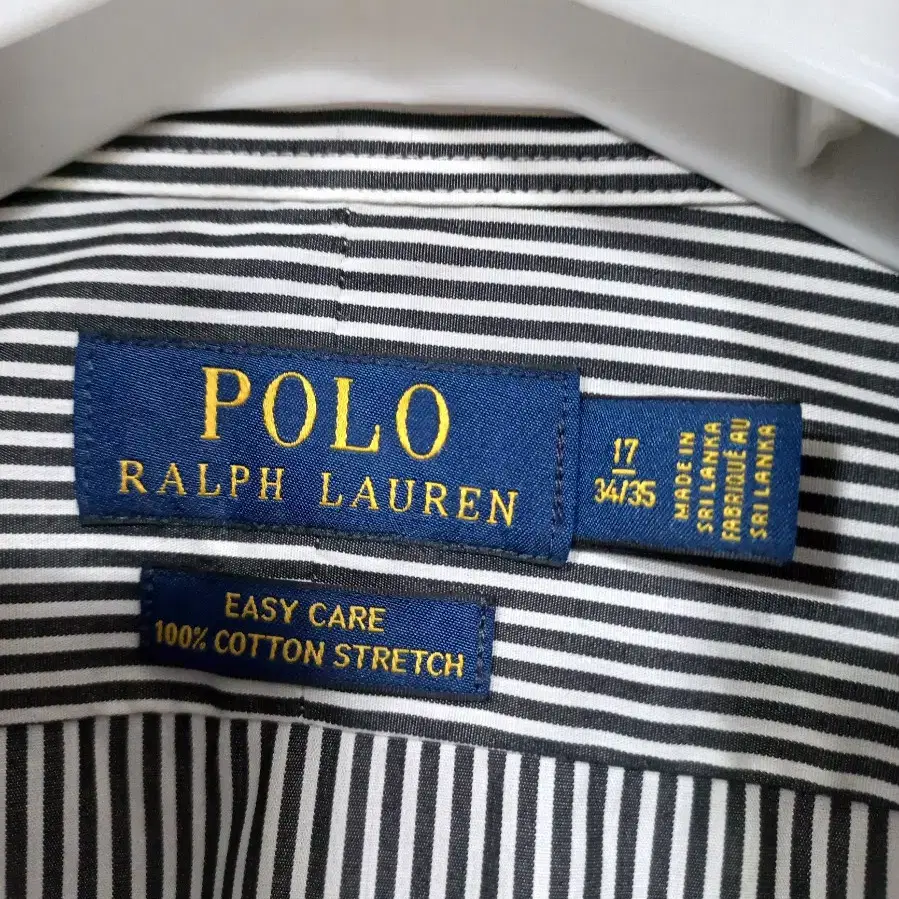 POLO
RALPH LAUREN
17
34/35
MADE IN
SRI LANKA
FABRIQUÉ AU
SRI LANKA
EASY CARE
100% COTTON STRETCH